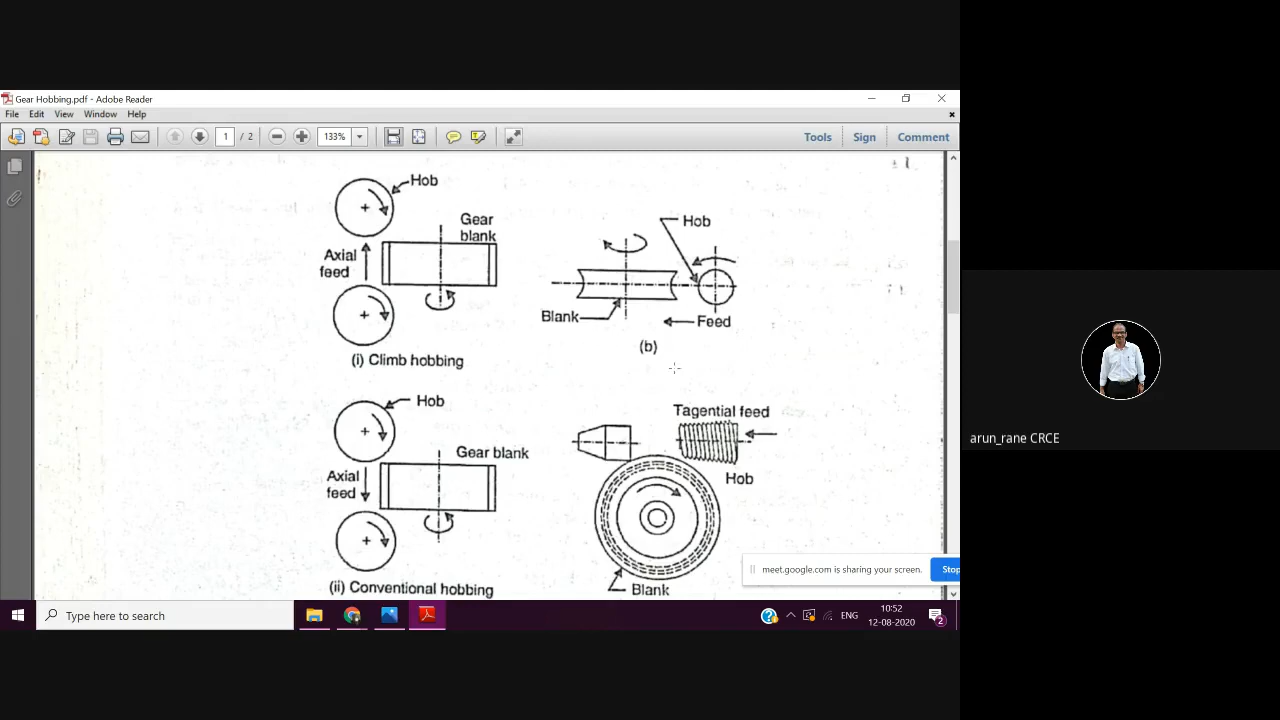 Gear Hobbing.pdf - Adobe Reader
File Edit View Window Help
1 / 2 133% Tools Sign Comment
Hob
Gear
blank
Axial
feed
(i) Climb hobbing
Hob
Blank
Feed
(b)
Hob
Gear blank
Axial
feed
(ii) Conventional hobbing
Tagential feed
Hob
Blank
meet.google.com is sharing your screen.
Stop
arun_rane CRCE
Type here to search
ENG
10:52
12-08-2020
2